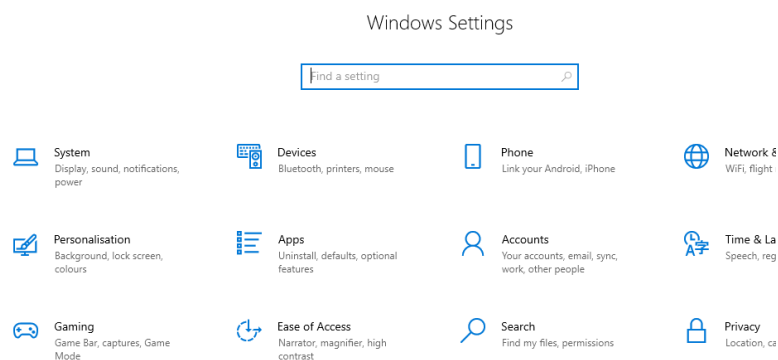 Windows Settings
Find a setting
System
Display, sound, notifications,
power
Devices
Bluetooth, printers, mouse
Phone
Link your Android, iPhone
Network &
WiFi, flight
Personalisation
Background, lock screen,
colours
Apps
Uninstall, defaults, optional
features
Accounts
Your accounts, email, sync,
work, other people
Time & La
Speech, reg
Gaming
Game Bar, captures, Game
Mode
Ease of Access
Narrator, magnifier, high
contrast
Search
Find my files, permissions
Privacy
Location, c